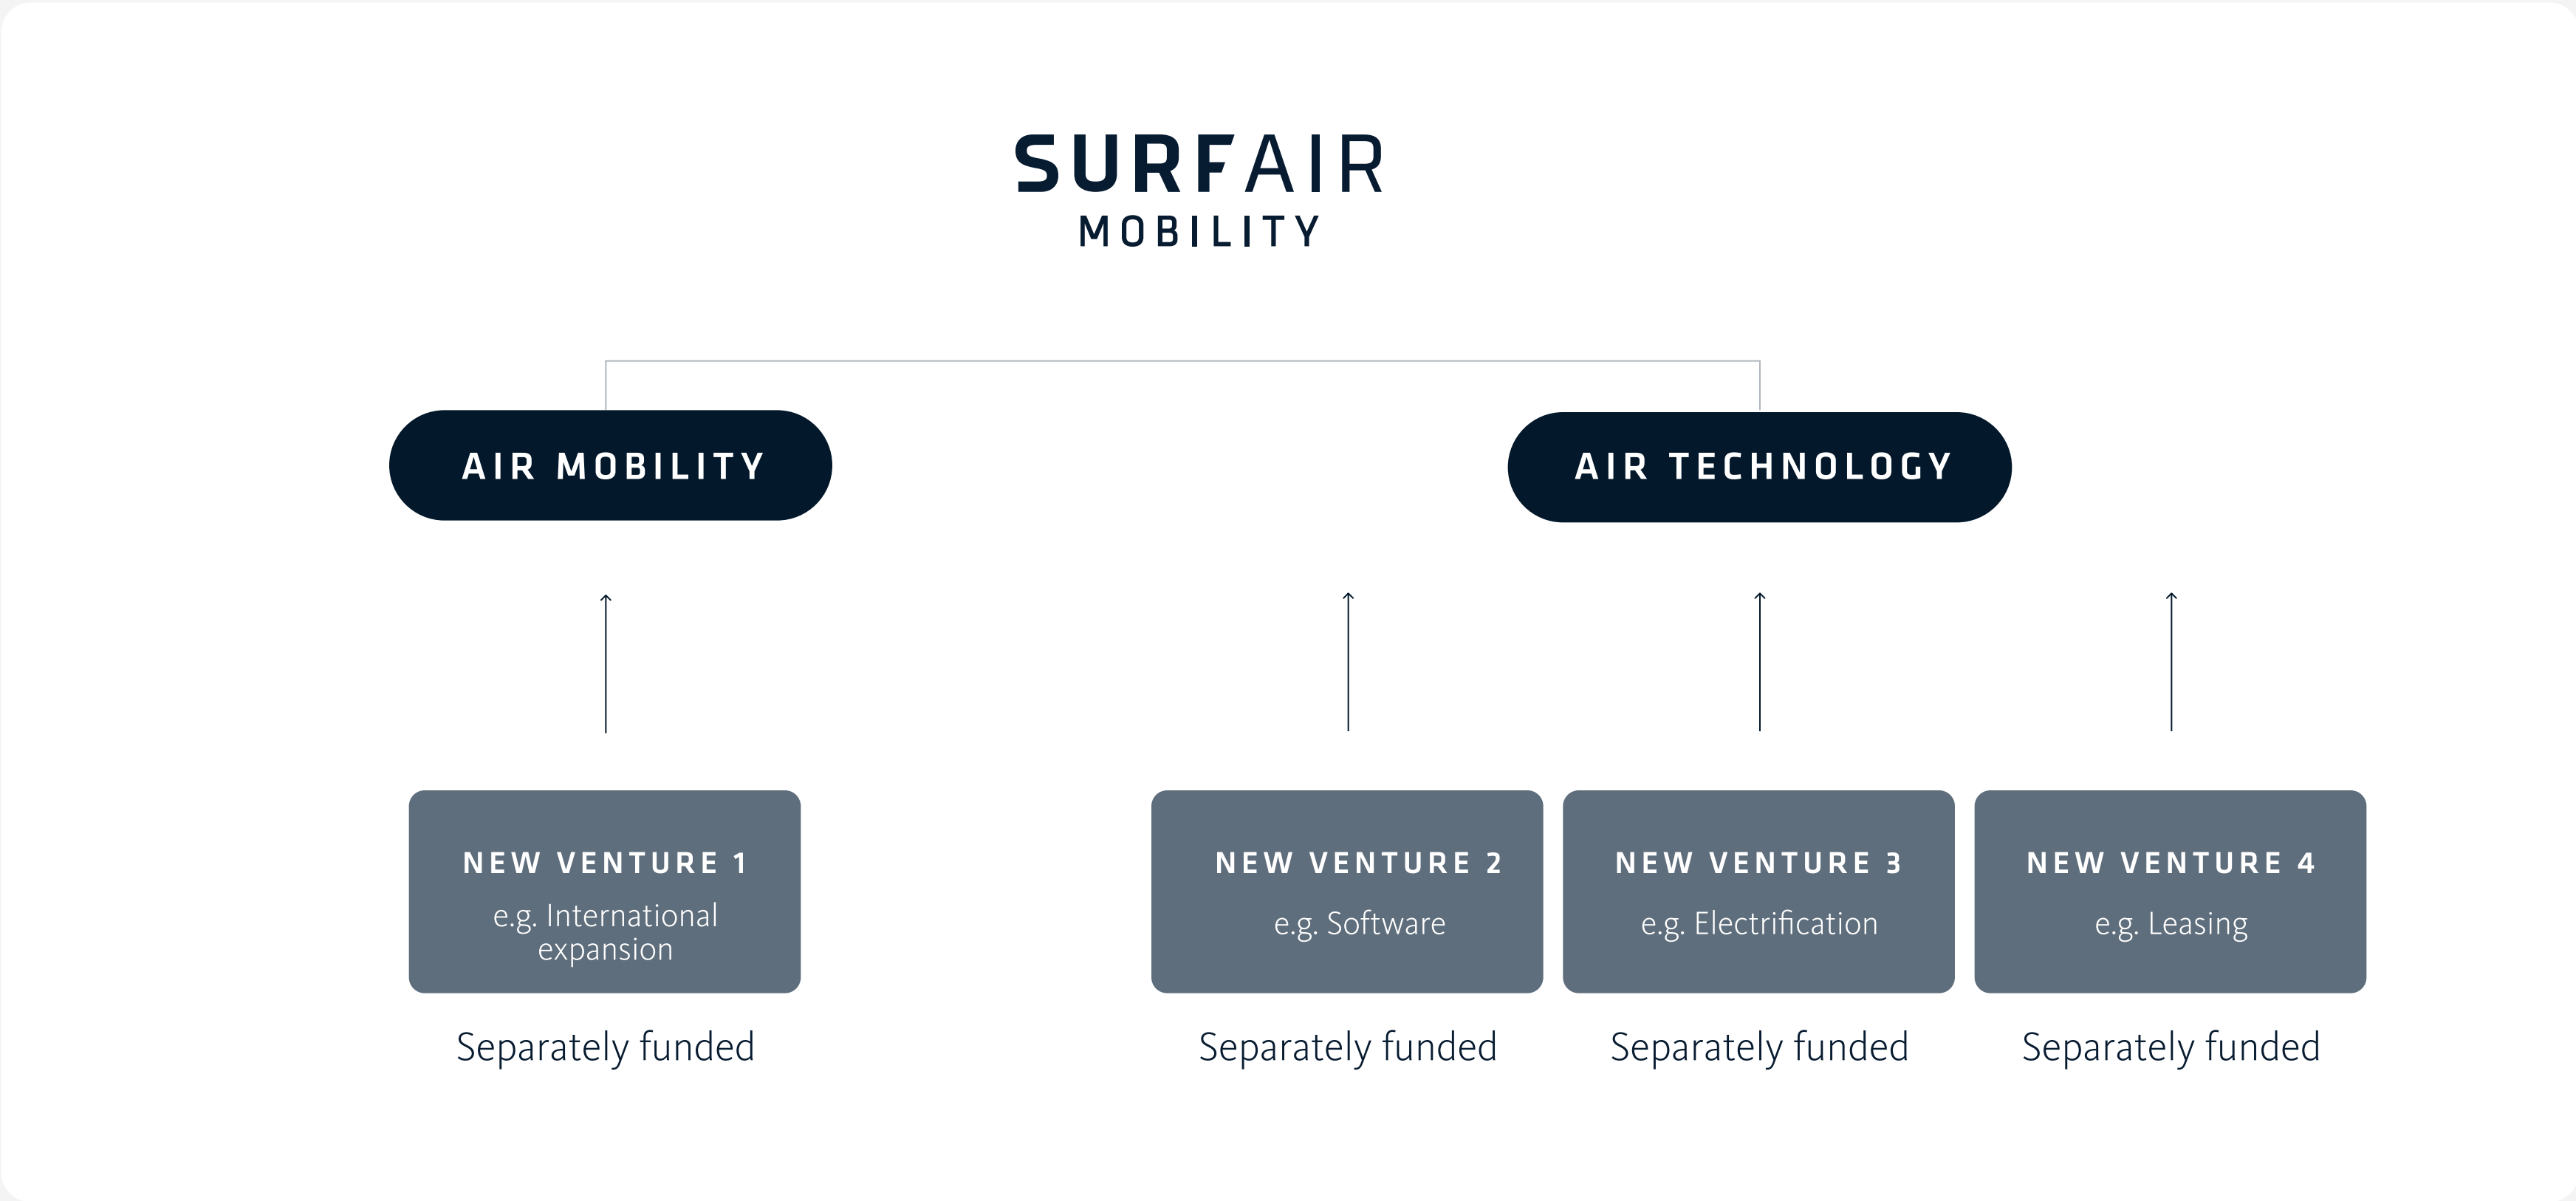 SURFAIR
MOBILITY
AIR MOBILITY
AIR TECHNOLOGY
NEW VENTURE 1
e.g. International
expansion
Separately funded
NEW VENTURE 2
e.g. Software
Separately funded
NEW VENTURE 3
e.g. Electrification
Separately funded
NEW VENTURE 4
e.g. Leasing
Separately funded